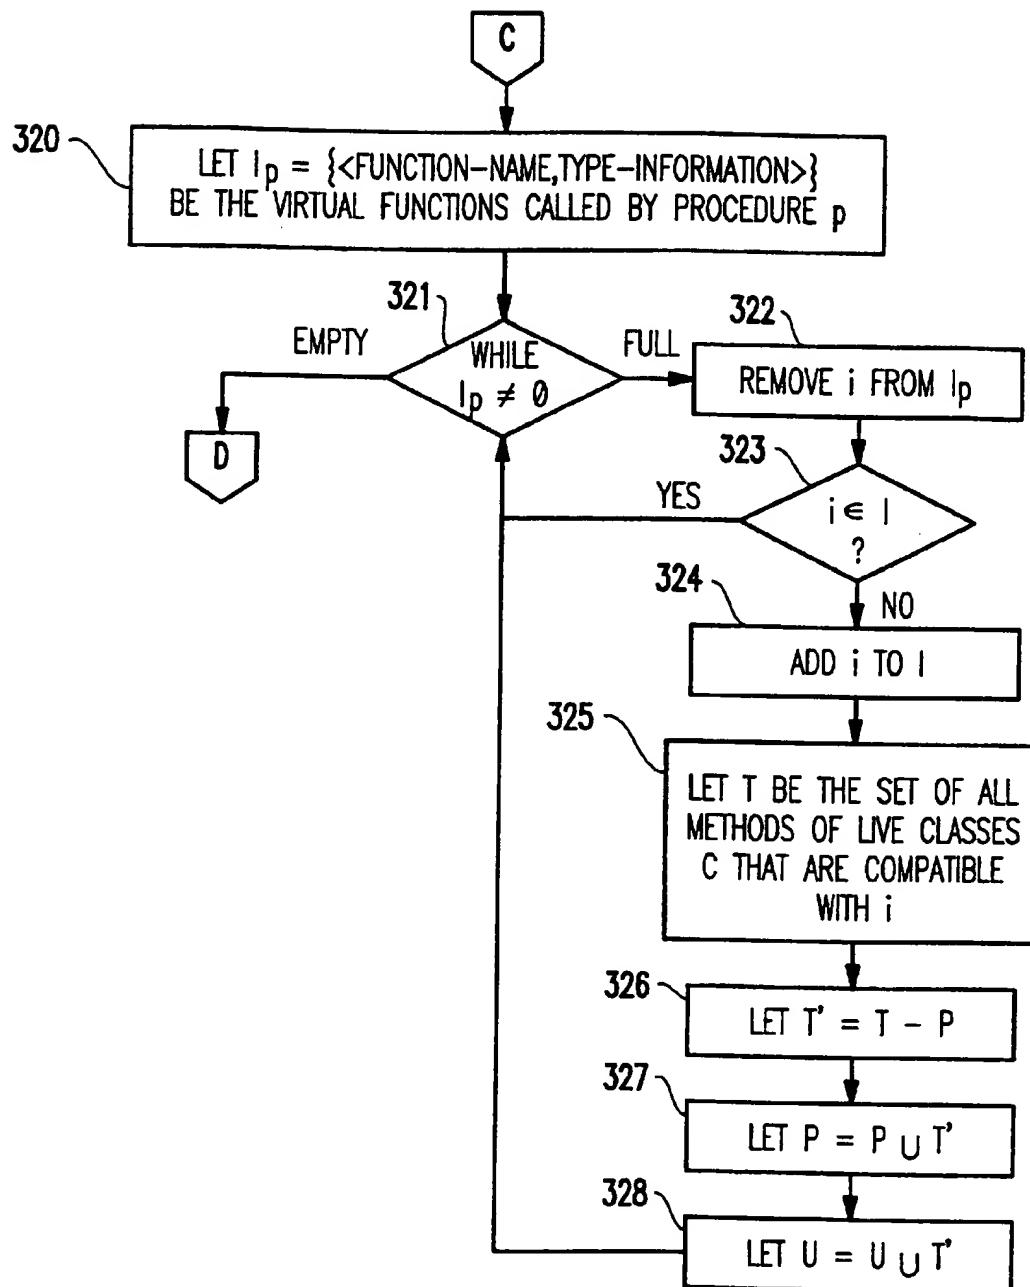 C
320
LET Ip = {<FUNCTION-NAME,TYPE-INFORMATION>}
BE THE VIRTUAL FUNCTIONS CALLED BY PROCEDURE p
321
EMPTY
WHILE
Ip ≠ 0
FULL
322
REMOVE i FROM Ip
D
323
YES
i ∈ I
?
324
NO
ADD i TO I
325
LET T BE THE SET OF ALL
METHODS OF LIVE CLASSES
C THAT ARE COMPATIBLE
WITH i
326
LET T' = T - P
327
LET P = P ∪ T'
328
LET U = U ∪ T'